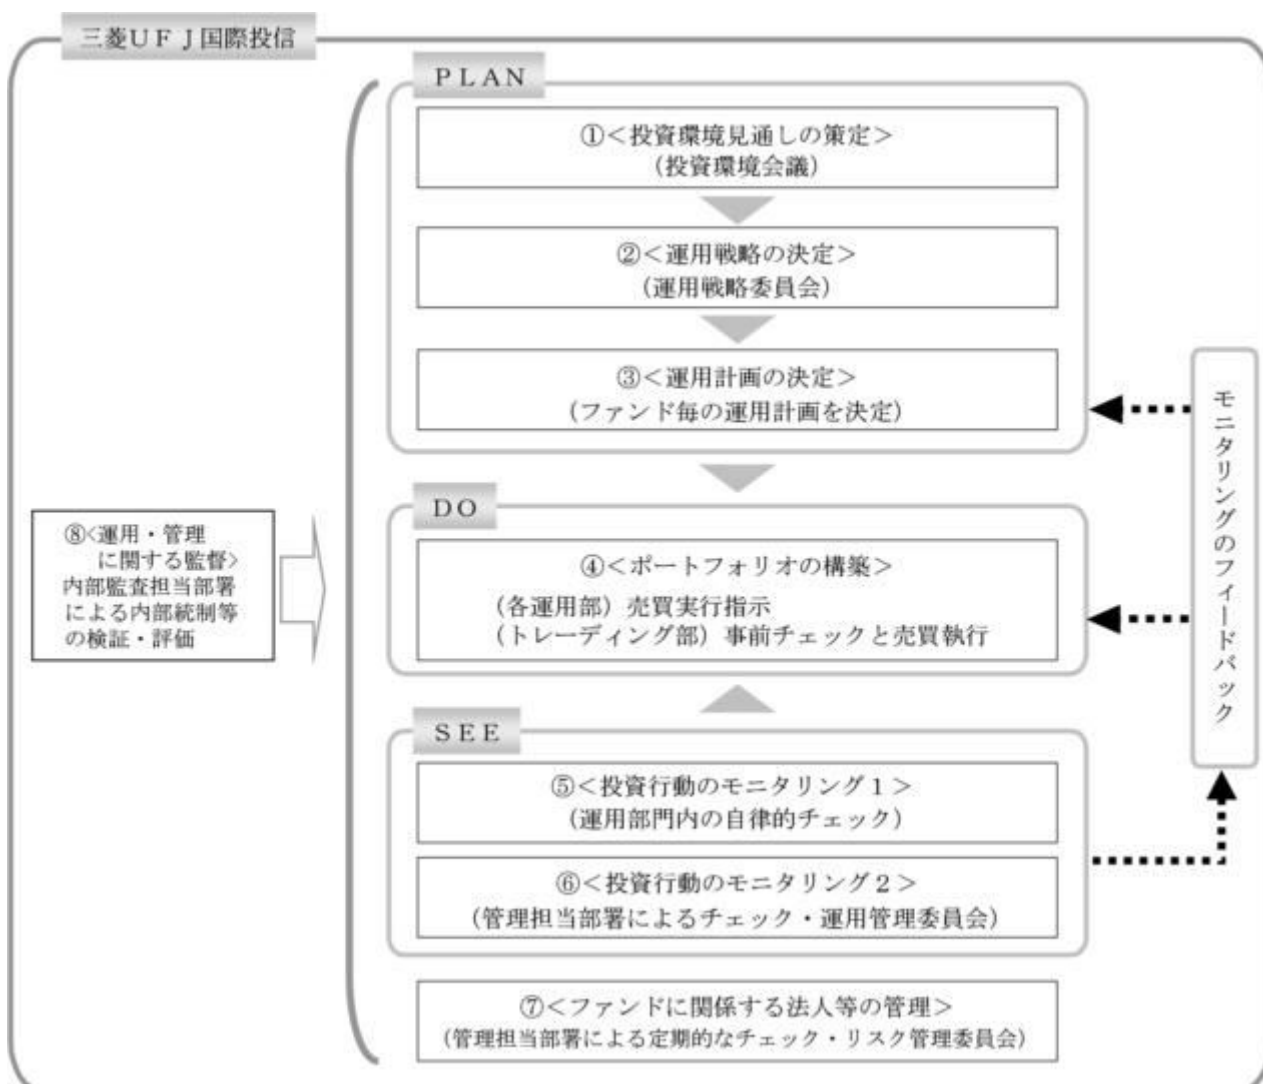 三菱ＵＦＪ国際投信
ＰＬＡＮ
①＜投資環境見通しの策定＞
（投資環境会議）
②＜運用戦略の決定＞
（運用戦略委員会）
③＜運用計画の決定＞
（ファンド毎の運用計画を決定）
ＤＯ
④＜ポートフォリオの構築＞
（各運用部）売買実行指示
（トレーディング部）事前チェックと売買執行
ＳＥＥ
⑤＜投資行動のモニタリング１＞
（運用部門内の自律的チェック）
⑥＜投資行動のモニタリング２＞
（管理担当部署によるチェック・運用管理委員会）
⑦＜ファンドに関係する法人等の管理＞
（管理担当部署による定期的なチェック・リスク管理委員会）
⑧<運用・管理
に関する監督>
内部監査担当部署
による内部統制等
の検証・評価
モニタリングのフィードバック